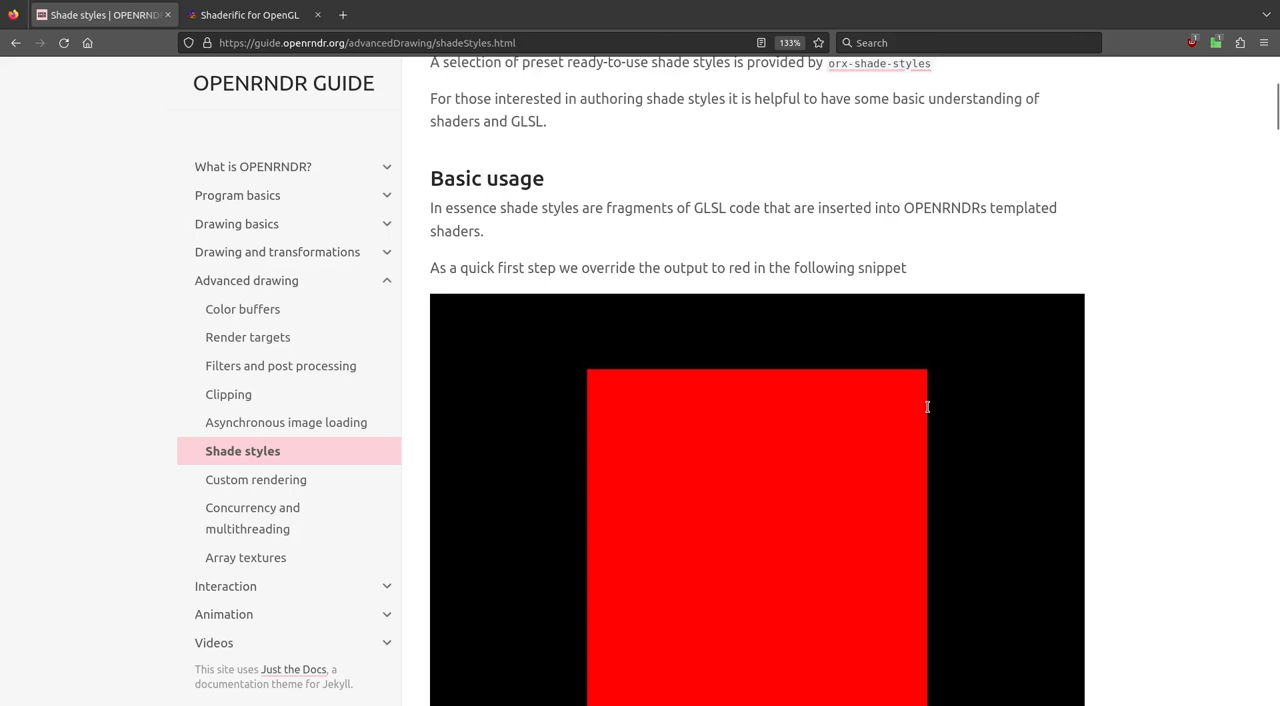 Shade styles | OPENRND
Shaderific for OpenGL
https://guide.openrndr.org/advancedDrawing/shadeStyles.html
133%
Search
1
1
OPENRNDR GUIDE
What is OPENRNDR?
Program basics
Drawing basics
Drawing and transformations
Advanced drawing
Color buffers
Render targets
Filters and post processing
Clipping
Asynchronous image loading
Shade styles
Custom rendering
Concurrency and
multithreading
Array textures
Interaction
Animation
Videos
This site uses Just the Docs, a
documentation theme for Jekyll.
A selection of preset ready-to-use shade styles is provided by orx-shade-styles
For those interested in authoring shade styles it is helpful to have some basic understanding of
shaders and GLSL.
Basic usage
In essence shade styles are fragments of GLSL code that are inserted into OPENRNDRs templated
shaders.
As a quick first step we override the output to red in the following snippet